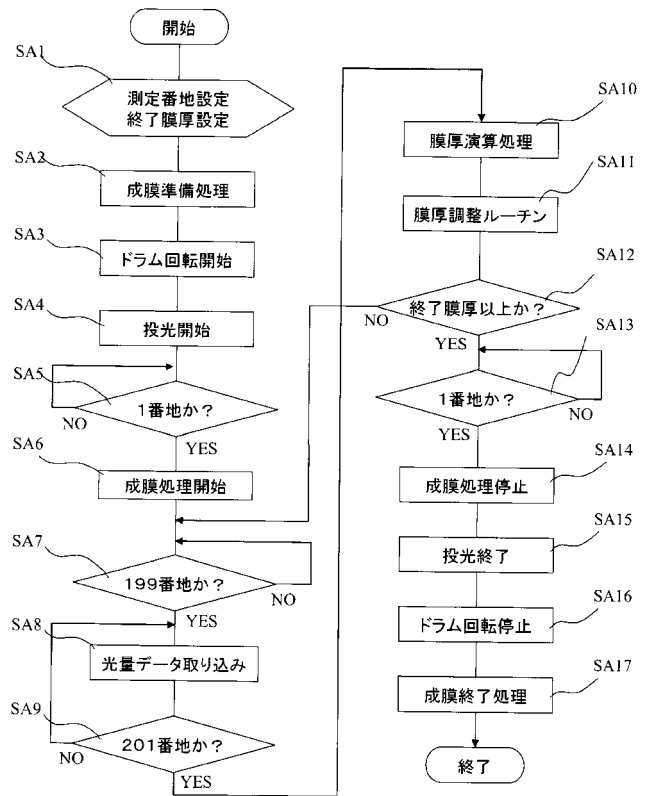 開始
SA1
測定番地設定
終了膜厚設定
SA2
成膜準備処理
SA3
ドラム回転開始
SA4
投光開始
SA5
1番地か?
NO
YES
SA6
成膜処理開始
SA7
199番地か?
NO
YES
SA8
光量データ取り込み
SA9
201番地か?
NO
YES
SA10
膜厚演算処理
SA11
膜厚調整ルーチン
SA12
終了膜厚以上か?
NO
YES
SA13
1番地か?
NO
YES
SA14
成膜処理停止
SA15
投光終了
SA16
ドラム回転停止
SA17
成膜終了処理
終了